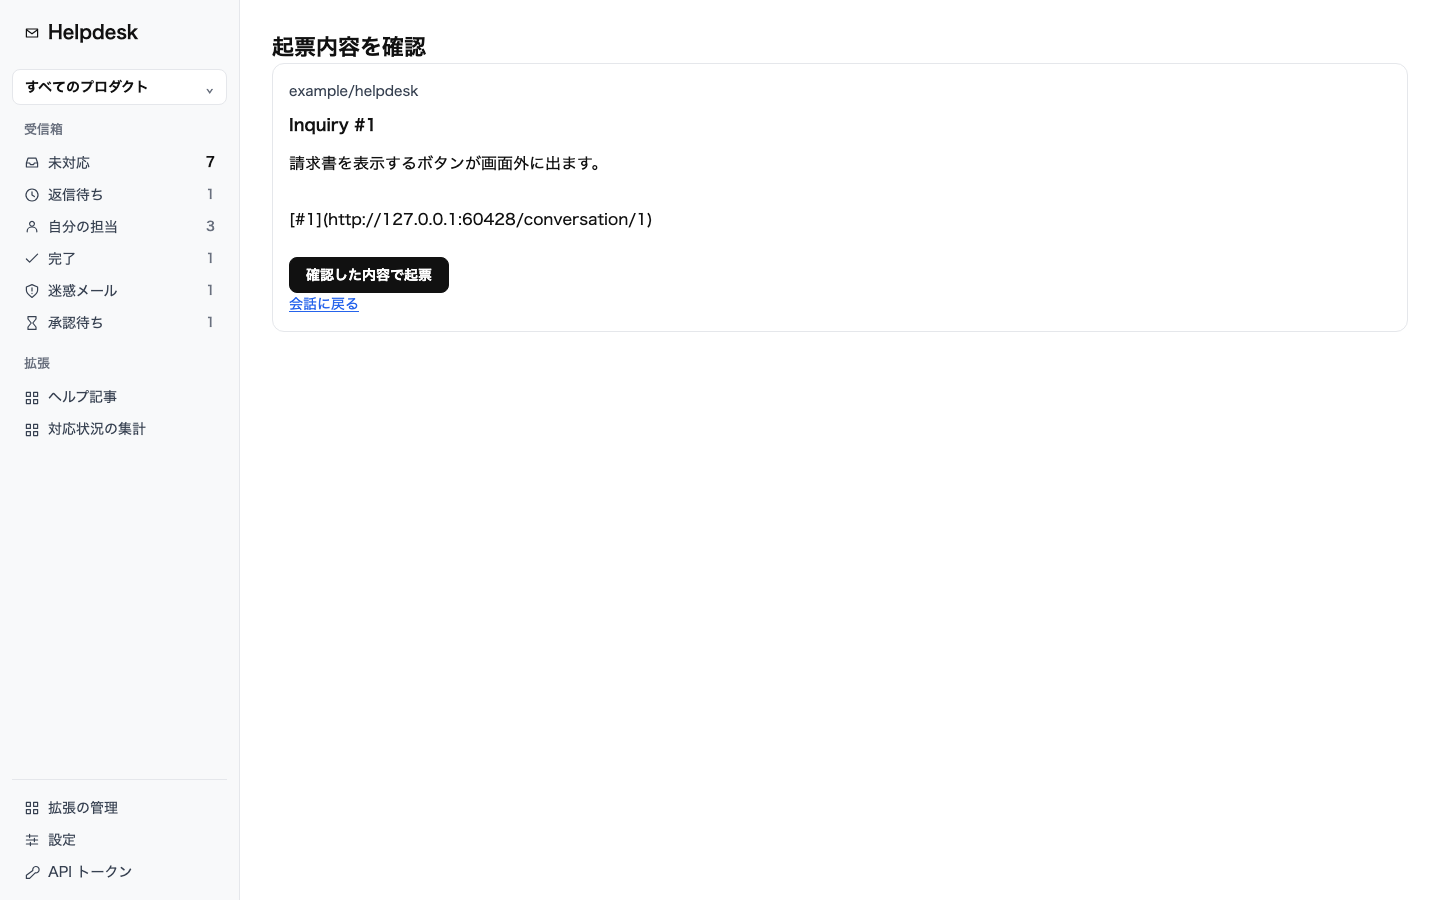 Helpdesk
すべてのプロダクト
受信箱
未対応 7
返信待ち 1
自分の担当 3
完了 1
迷惑メール 1
承認待ち 1
拡張
ヘルプ記事
対応状況の集計
拡張の管理
設定
API トークン
起票内容を確認
example/helpdesk
Inquiry #1
請求書を表示するボタンが画面外に出ます。
[#1](http://127.0.0.1:60428/conversation/1)
確認した内容で起票
会話に戻る